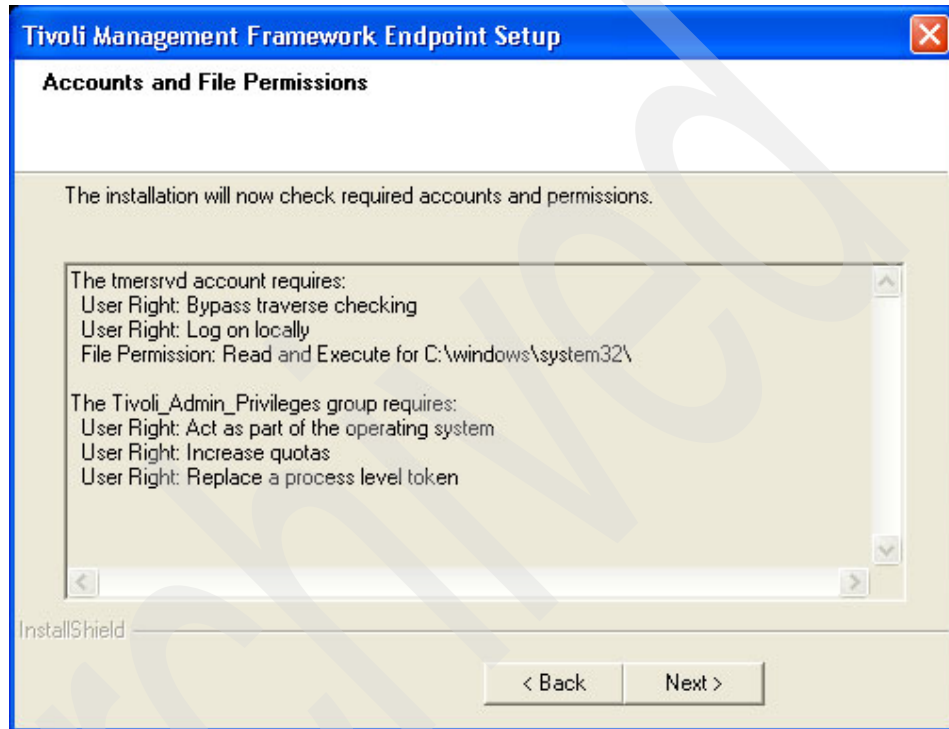 Tivoli Management Framework Endpoint Setup
Accounts and File Permissions
The installation will now check required accounts and permissions.
The tmersrvd account requires:
User Right: Bypass traverse checking
User Right: Log on locally
File Permission: Read and Execute for C:\windows\system32\
The Tivoli_Admin_Privileges group requires:
User Right: Act as part of the operating system
User Right: Increase quotas
User Right: Replace a process level token
InstallShield
< Back
Next >